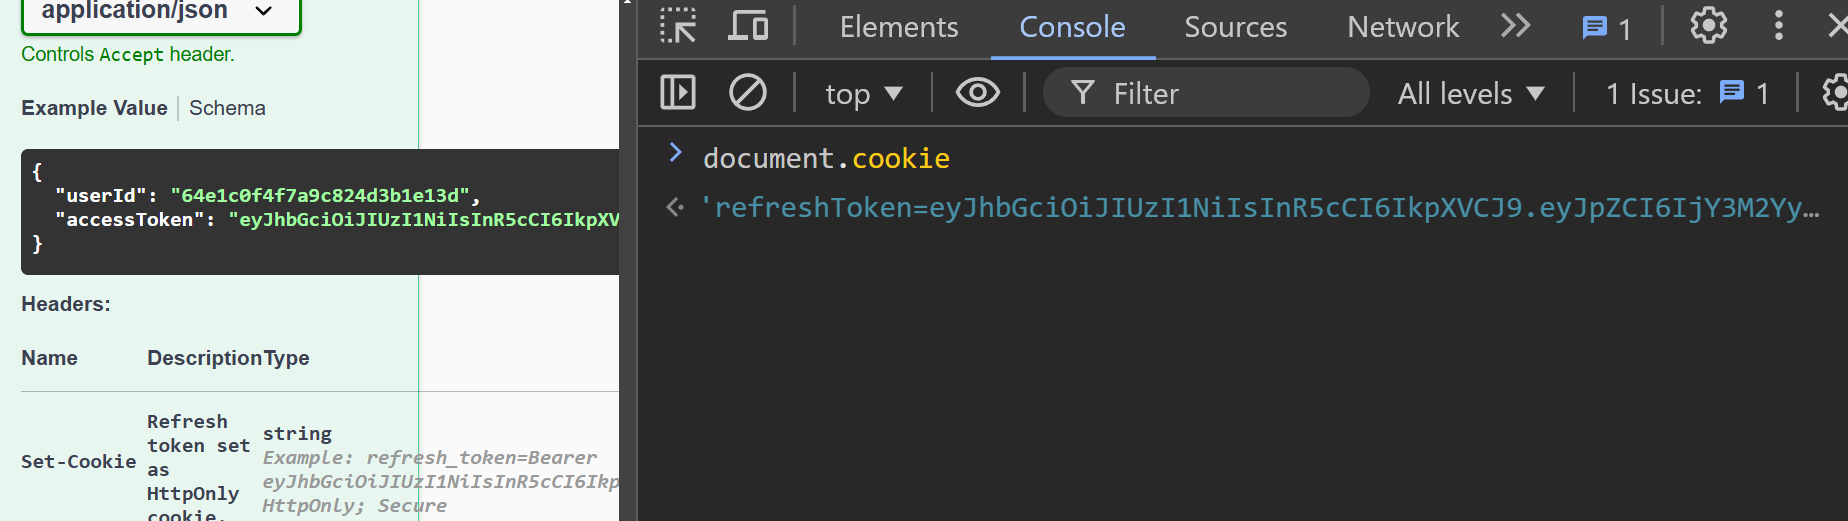 application/json
Controls Accept header.
Example Value | Schema
{
"userId": "64e1c0f4f7a9c824d3b1e13d",
"accessToken": "eyJhbGciOiJIUzI1NiIsInR5cCI6IkpXV
}
Headers:
Name Description Type
Set-Cookie
Refresh
token set
as
HttpOnly
cookie.
string
Example: refresh_token=Bearer
eyJhbGciOiJIUzI1NiIsInR5cCI6Ikp
HttpOnly; Secure
Elements Console Sources Network 1
top Filter All levels 1 Issue: 1
document.cookie
'refreshToken=eyJhbGciOiJIUzI1NiIsInR5cCI6IkpXVCJ9.eyJpZCI6IjY3M2Yy…